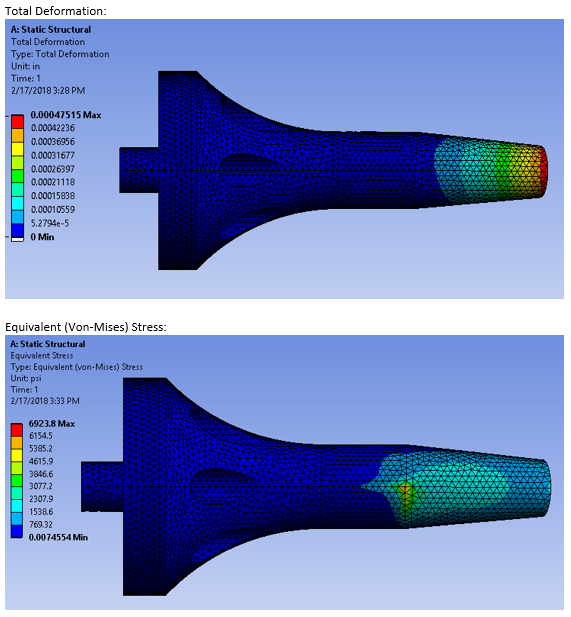 Total Deformation:
A: Static Structural
Total Deformation
Type: Total Deformation
Unit: in
Time: 1
2/17/2018 3:28 PM
0.00047515 Max
0.00042236
0.00036956
0.00031677
0.00026397
0.00021118
0.00015838
0.00010559
5.2794e-5
0 Min
Equivalent (Von-Mises) Stress:
A: Static Structural
Equivalent Stress
Type: Equivalent (von-Mises) Stress
Unit: psi
Time: 1
2/17/2018 3:33 PM
6923.8 Max
6154.5
5385.2
4615.9
3846.6
3077.2
2307.9
1538.6
769.32
0.0074554 Min